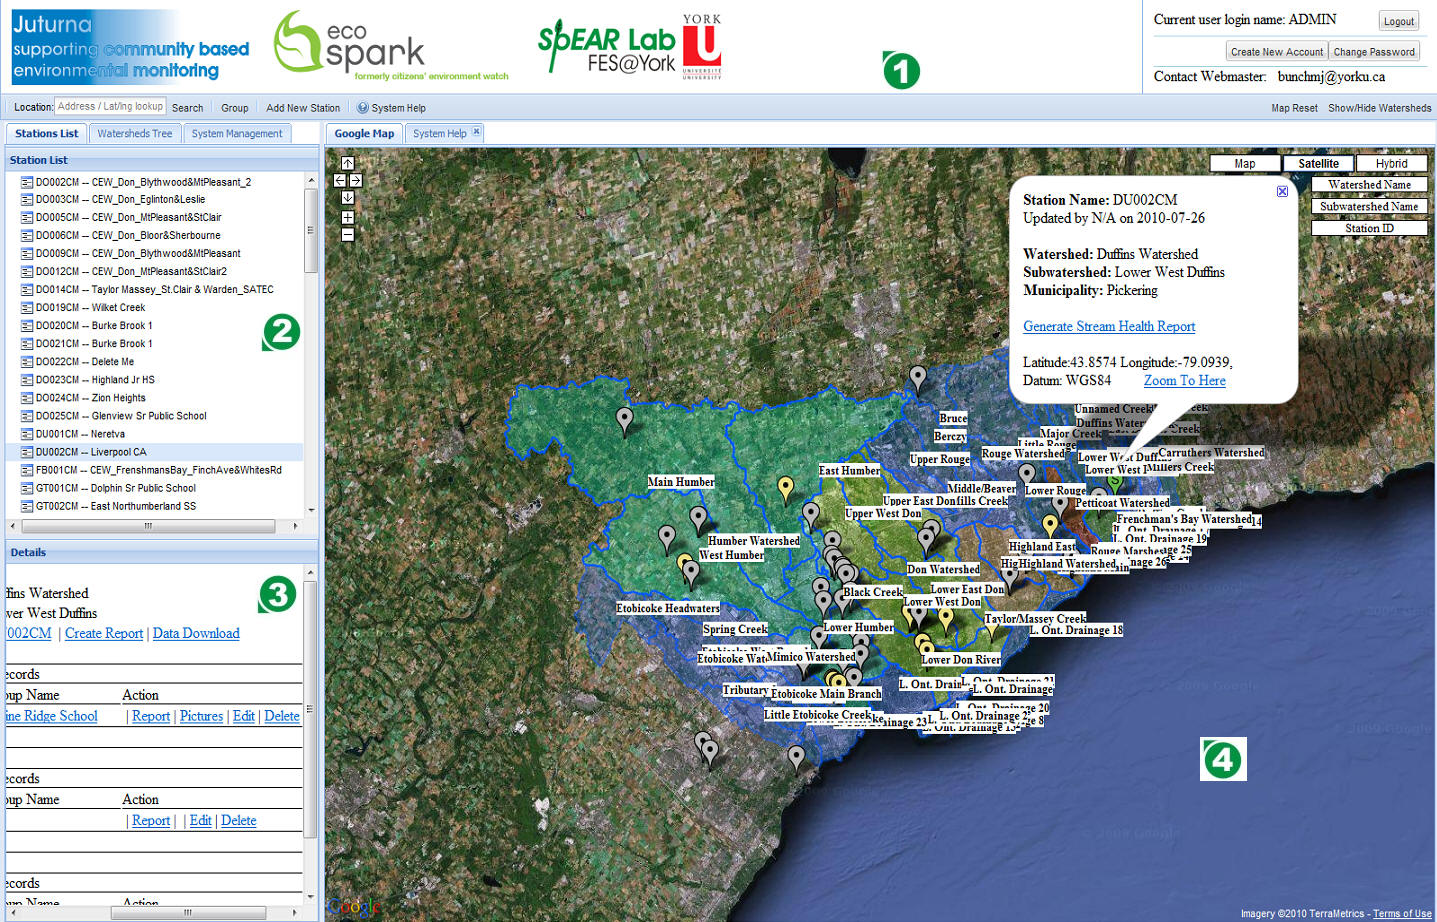 Juturna
supporting community based
environmental monitoring
eco
spark
formerly citizens' environment watch
SpEAR Lab
FES@York
YORK
U
UNIVERSITÉ
UNIVERSITY
1
Current user login name: ADMIN
Logout
Create New Account
Change Password
Contact Webmaster: bunchmj@yorku.ca
Location: Address / Lat/lng lookup Search Group Add New Station System Help
Map Reset Show/Hide Watersheds
Stations List Watersheds Tree System Management
Station List
DO002CM -- CEW_Don_Blythwood&MtPleasant_2
DO003CM -- CEW_Don_Eglinton&Leslie
DO005CM -- CEW_Don_MtPleasant&StClair
DO006CM -- CEW_Don_Bloor&Sherbourne
DO009CM -- CEW_Don_Blythwood&MtPleasant
DO012CM -- CEW_Don_MtPleasant&StClair2
DO014CM -- Taylor Massey_St.Clair & Warden_SATEC
DO019CM -- Wilket Creek
DO020CM -- Burke Brook 1
DO021CM -- Burke Brook 1
DO022CM -- Delete Me
DO023CM -- Highland Jr HS
DO024CM -- Zion Heights
DO025CM -- Glenview Sr Public School
DU001CM -- Neretva
DU002CM -- Liverpool CA
FB001CM -- CEW_FrenshmansBay_FinchAve&WhitesRd
GT001CM -- Dolphin Sr Public School
GT002CM -- East Northumberland SS
2
Details
3
ffins Watershed
wer West Duffins
002CM | Create Report | Data Download
ecords
oup Name Action
ine Ridge School | Report | Pictures | Edit | Delete
ecords
oup Name Action
| Report | | Edit | Delete
ecords
oup Name Action
Google Map System Help
Map Satellite Hybrid
Watershed Name
Subwatershed Name
Station ID
Station Name: DU002CM
Updated by N/A on 2010-07-26
Watershed: Duffins Watershed
Subwatershed: Lower West Duffins
Municipality: Pickering
Generate Stream Health Report
Latitude:43.8574 Longitude:-79.0939,
Datum: WGS84 Zoom To Here
Unnamed Creek
Bruce
Berczy
Major Creek
Little Rouge
Rouge Watershed
Upper Rouge
Lower West Duffins
Carruthers Watershed
Millers Creek
East Humber
Main Humber
Middle/Beaver
Lower Rouge
Upper East Don
fills Creek
Petticoat Watershed
Upper West Don
Frenchman's Bay Watershed
14
L. Ont. Drainage 19
Humber Watershed
West Humber
Highland East
Rouge Marshes
Highland Watershed
Don Watershed
Black Creek
Lower East Don
Lower West Don
Etobicoke Headwaters
Taylor/Massey Creek
L. Ont. Drainage 18
Spring Creek
Lower Humber
Mimico Watershed
Lower Don River
Tributary
Etobicoke Main Branch
L. Ont. Drainage
L. Ont. Drainage 20
Little Etobicoke Creek
Drainage 23
L. Ont. Drainage 2
4
Google
Imagery ©2010 TerraMetrics - Terms of Use